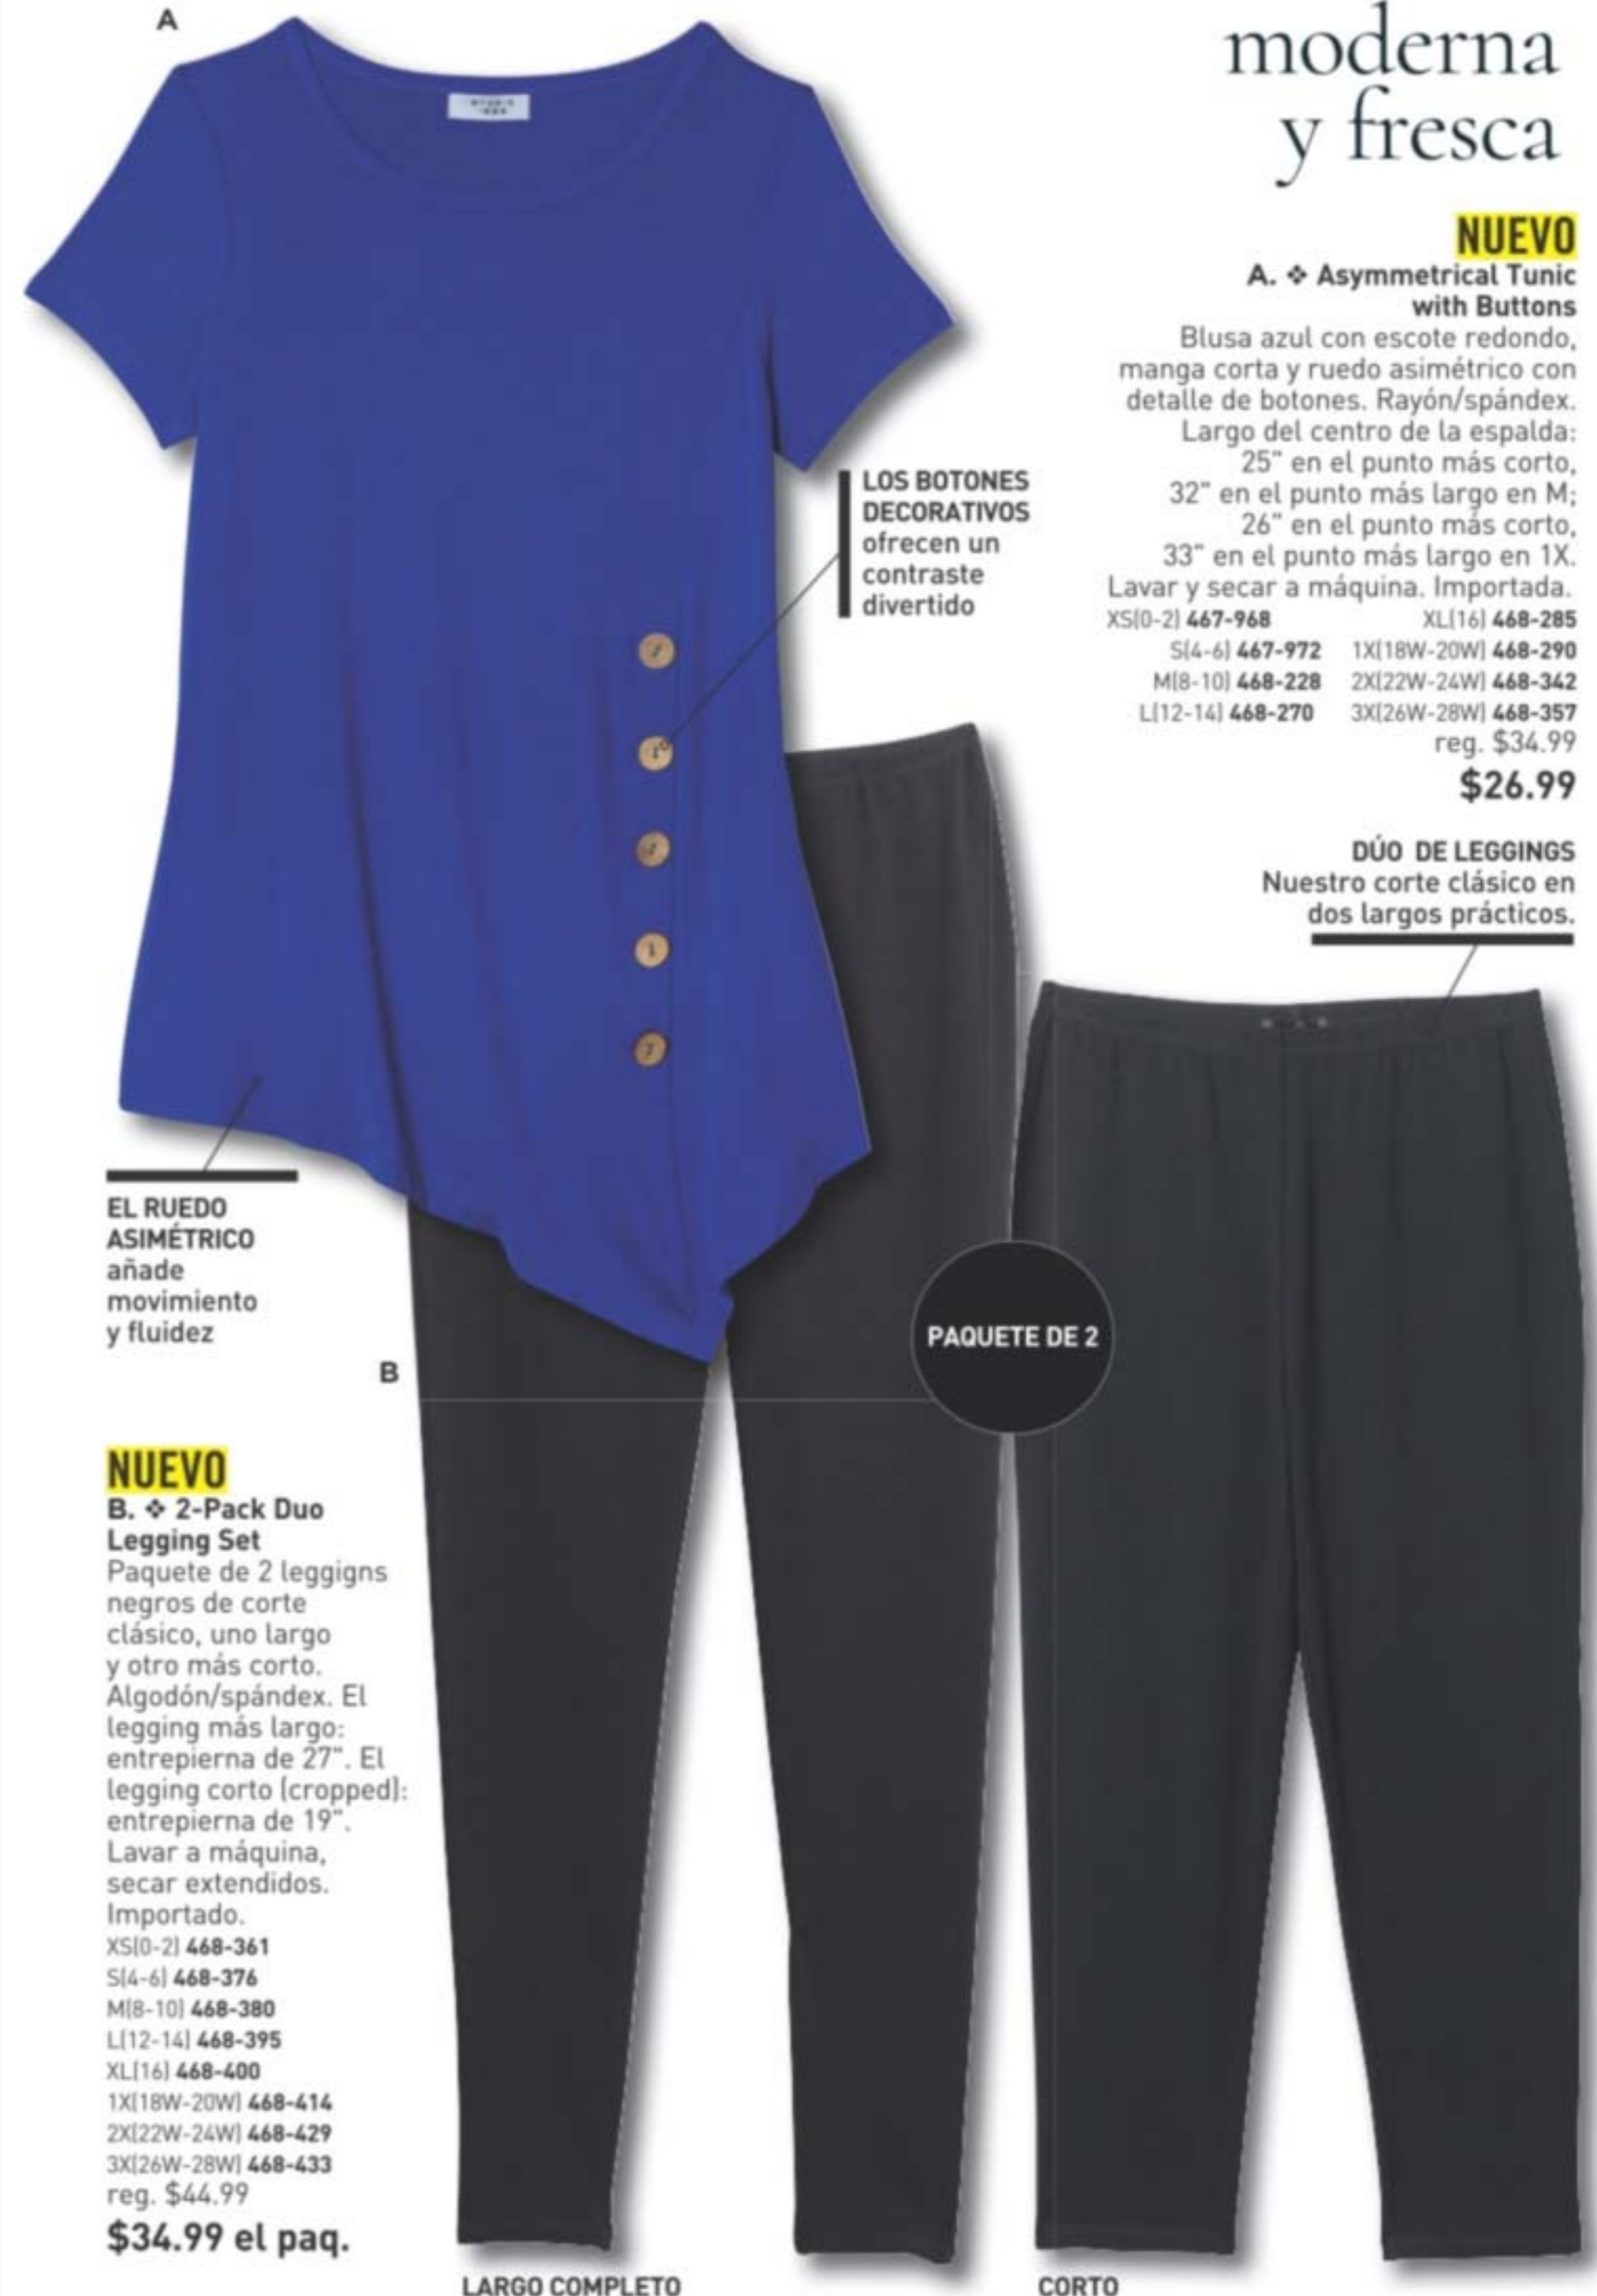 A
moderna
y fresca
NUEVO
A. ❖ Asymmetrical Tunic
with Buttons
Blusa azul con escote redondo,
manga corta y ruedo asimétrico con
detalle de botones. Rayón/spándex.
Largo del centro de la espalda:
25" en el punto más corto,
32" en el punto más largo en M;
26" en el punto más corto,
33" en el punto más largo en 1X.
Lavar y secar a máquina. Importada.
XS(0-2) 467-968 XL(16) 468-285
S(4-6) 467-972 1X(18W-20W) 468-290
M(8-10) 468-228 2X(22W-24W) 468-342
L(12-14) 468-270 3X(26W-28W) 468-357
reg. $34.99
$26.99
LOS BOTONES
DECORATIVOS
ofrecen un
contraste
divertido
DÚO DE LEGGINGS
Nuestro corte clásico en
dos largos prácticos.
EL RUEDO
ASIMÉTRICO
añade
movimiento
y fluidez
PAQUETE DE 2
B
NUEVO
B. ❖ 2-Pack Duo
Legging Set
Paquete de 2 leggigns
negros de corte
clásico, uno largo
y otro más corto.
Algodón/spándex. El
legging más largo:
entrepierna de 27". El
legging corto (cropped):
entrepierna de 19".
Lavar a máquina,
secar extendidos.
Importado.
XS(0-2) 468-361
S(4-6) 468-376
M(8-10) 468-380
L(12-14) 468-395
XL(16) 468-400
1X(18W-20W) 468-414
2X(22W-24W) 468-429
3X(26W-28W) 468-433
reg. $44.99
$34.99 el paq.
LARGO COMPLETO
CORTO